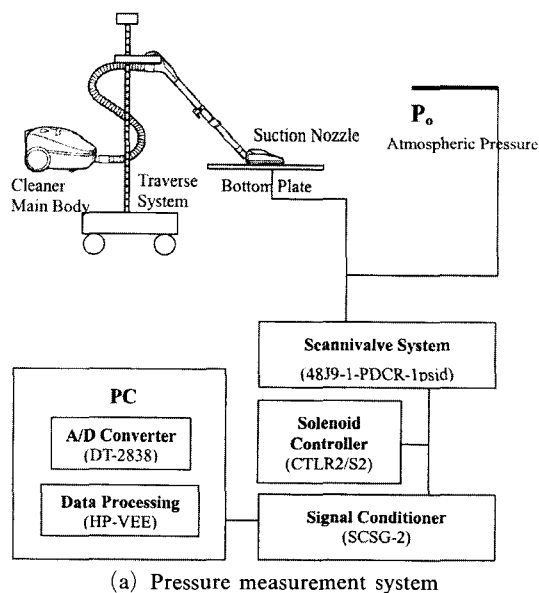 P₀
Atmospheric Pressure
Suction Nozzle
Cleaner
Main Body
Traverse
System
Bottom Plate
Scannivalve System
(48J9-1-PDCR-1psid)
PC
A/D Converter
(DT-2838)
Data Processing
(HP-VEE)
Solenoid
Controller
(CTLR2/S2)
Signal Conditioner
(SCSG-2)
(a) Pressure measurement system